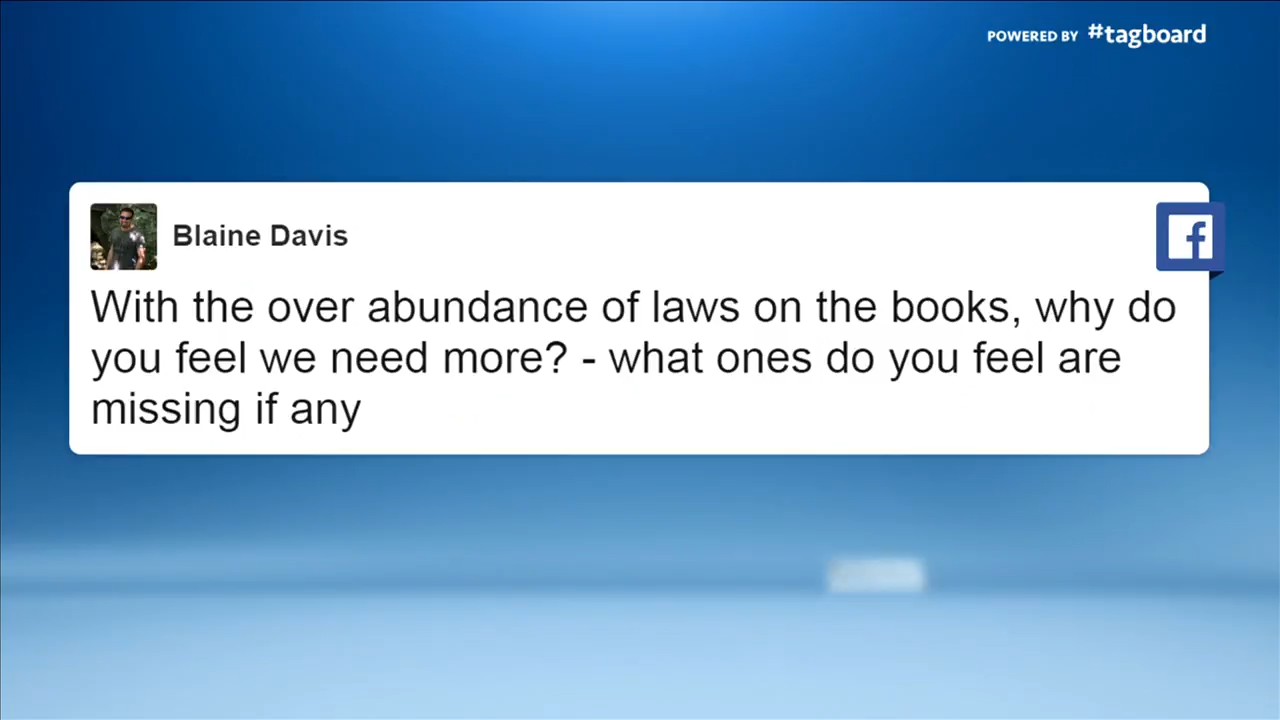 POWERED BY #tagboard
Blaine Davis
With the over abundance of laws on the books, why do
you feel we need more? - what ones do you feel are
missing if any